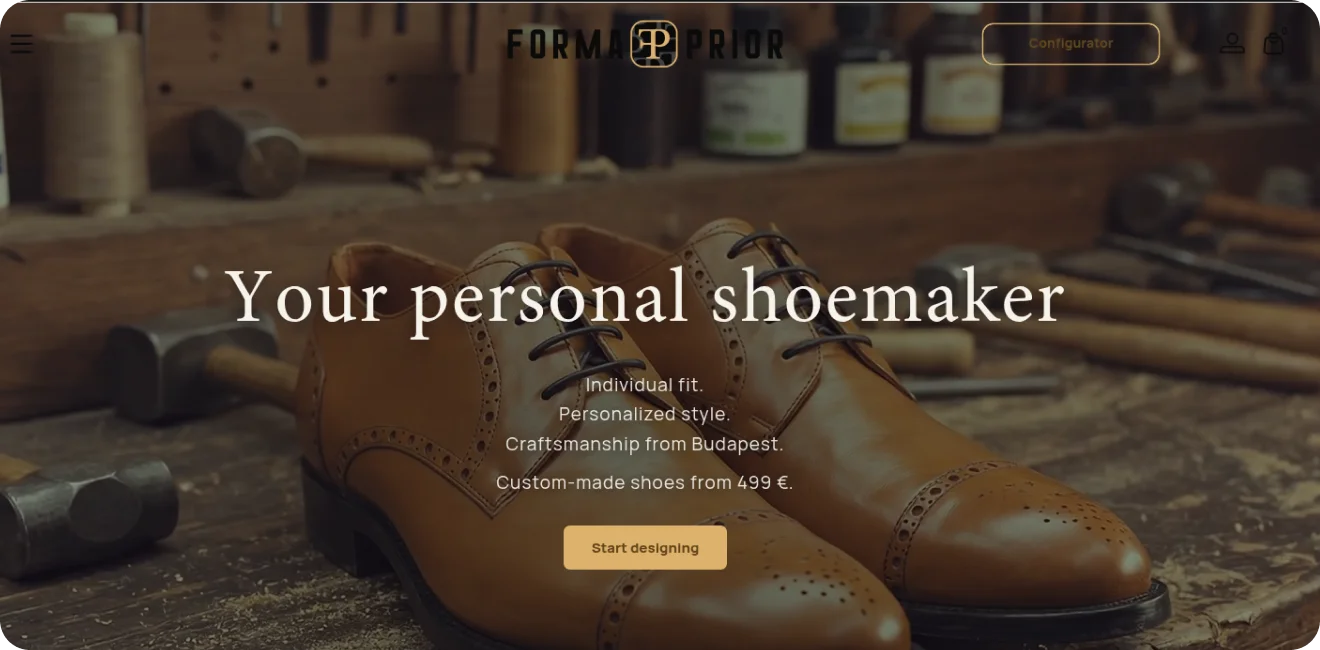 FORMA FP PRIOR
Configurator
Your personal shoemaker
Individual fit.
Personalized style.
Craftsmanship from Budapest.
Custom-made shoes from 499 €.
Start designing